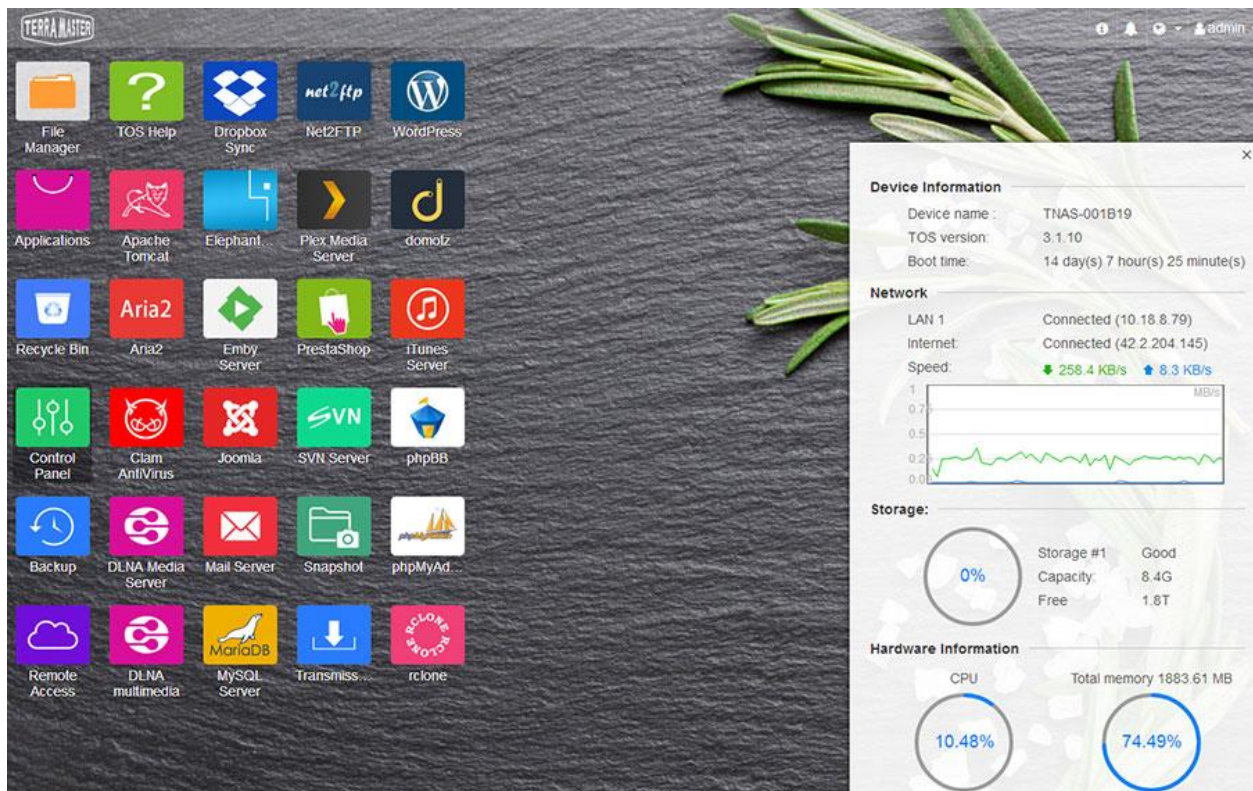 TERRA MASTER
admin
net2ftp
File
Manager
TOS Help
Dropbox
Sync
Net2FTP
WordPress
Applications
Apache
Tomcat
Elephant...
Plex Media
Server
domotz
Aria2
Recycle Bin
Aria2
Emby
Server
PrestaShop
iTunes
Server
SVN
Control
Panel
Clam
AntiVirus
Joomla
SVN Server
phpBB
Backup
DLNA Media
Server
Mail Server
Snapshot
phpMyAd...
MariaDB
RCLONE RCLONE
Remote
Access
DLNA
multimedia
MySQL
Server
Transmiss...
rclone
Device Information
Device name :
TNAS-001B19
TOS version:
3.1.10
Boot time:
14 day(s) 7 hour(s) 25 minute(s)
Network
LAN 1
Connected (10.18.8.79)
Internet:
Connected (42.2.204.145)
Speed:
258.4 KB/s
8.3 KB/s
MB/s
1
0.75
0.5
0.25
0.0
Storage:
0%
Storage #1
Good
Capacity:
8.4G
Free
1.8T
Hardware Information
CPU
Total memory 1883.61 MB
10.48%
74.49%